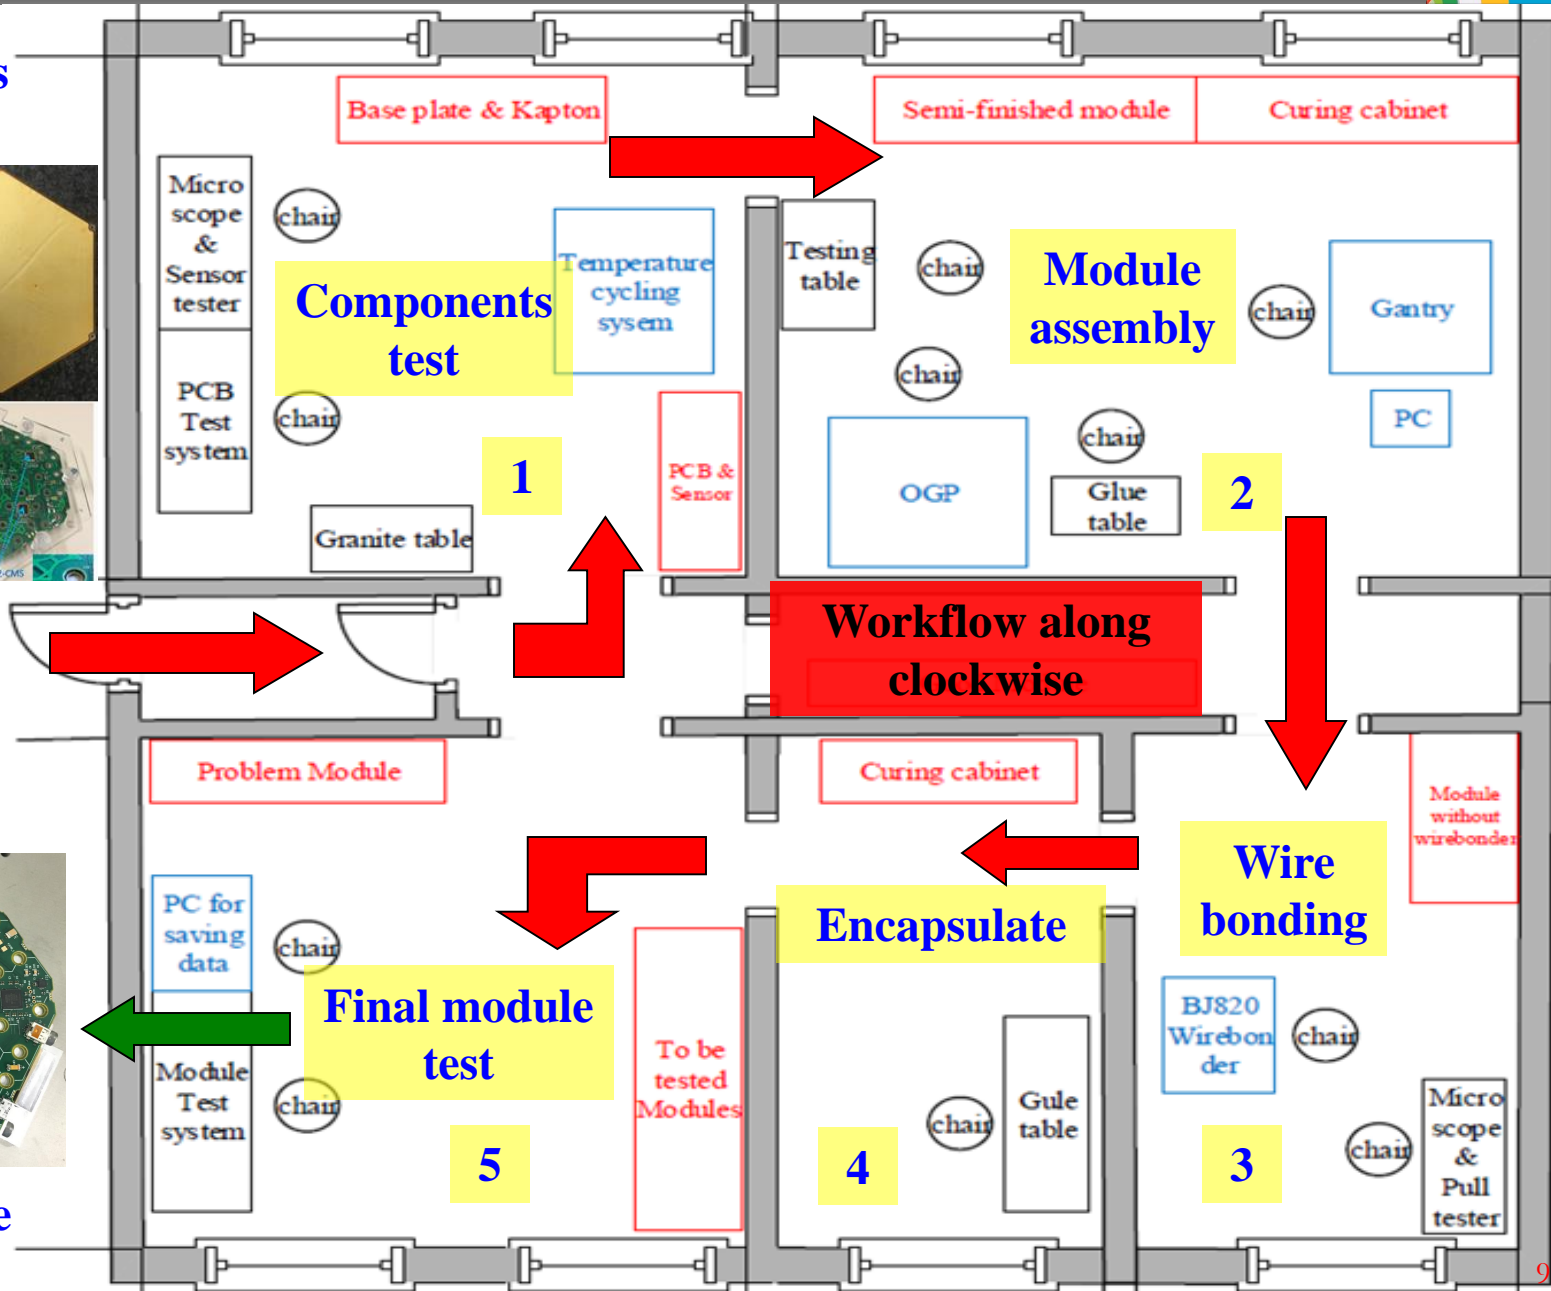 s
Base plate & Kapton
Semi-finished module
Curing cabinet
Micro
scope
&
Sensor
tester
chair
Temperature
cycling
sysem
Components
test
PCB
Test
system
chair
1
PCB &
Sensor
Granite table
Testing
table
chair
Module
assembly
chair
Gantry
chair
PC
chair
OGP
Glue
table
2
2-CMS
Workflow along
clockwise
Problem Module
Curing cabinet
Module
without
wirebonder
Wire
bonding
Encapsulate
PC for
saving
data
chair
Final module
test
To be
tested
Modules
Module
Test
system
chair
5
BJ820
Wirebon
der
chair
Gule
table
chair
4
3
chair
Micro
scope
&
Pull
tester
e
9